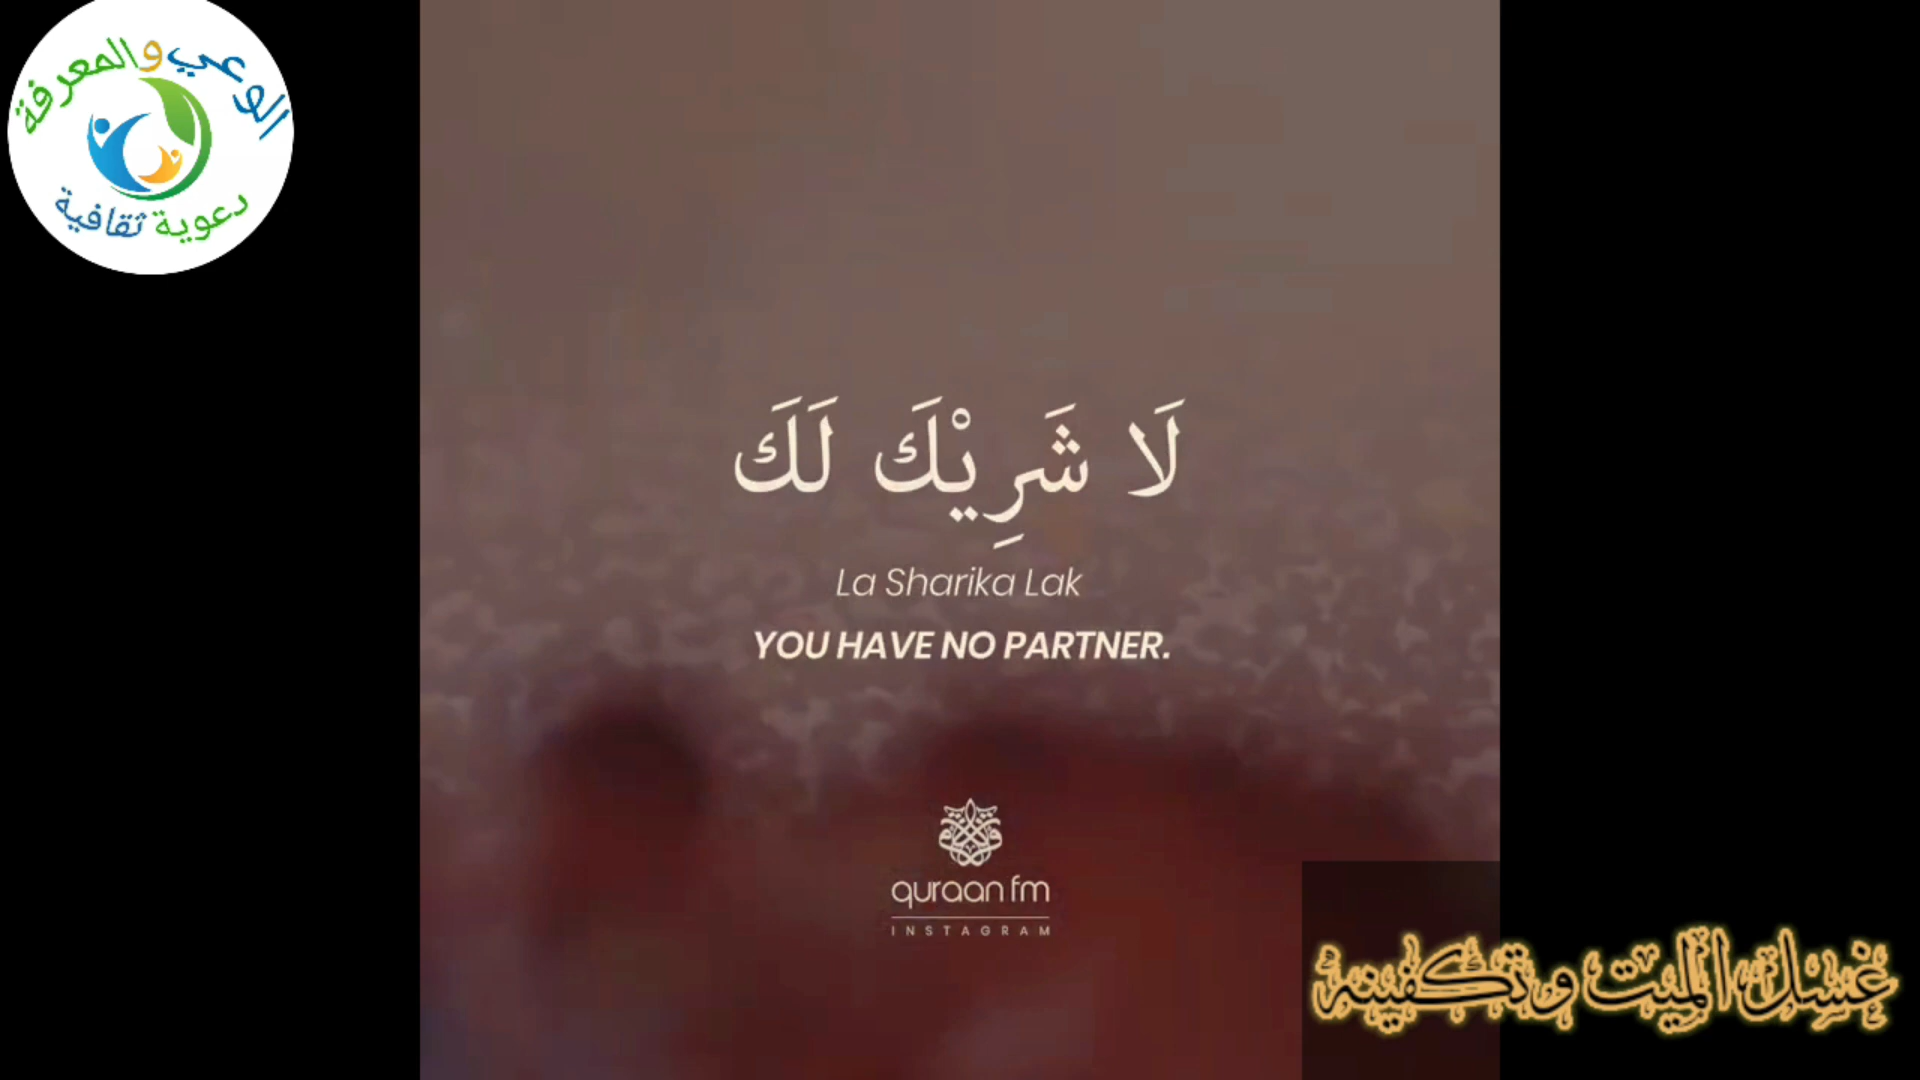 الوعي والمعرفة
دعوية ثقافية
لَا شَرِيْكَ لَكَ
La Sharika Lak
YOU HAVE NO PARTNER.
quraan fm
INSTAGRAM
غسل الميت وتكفينه